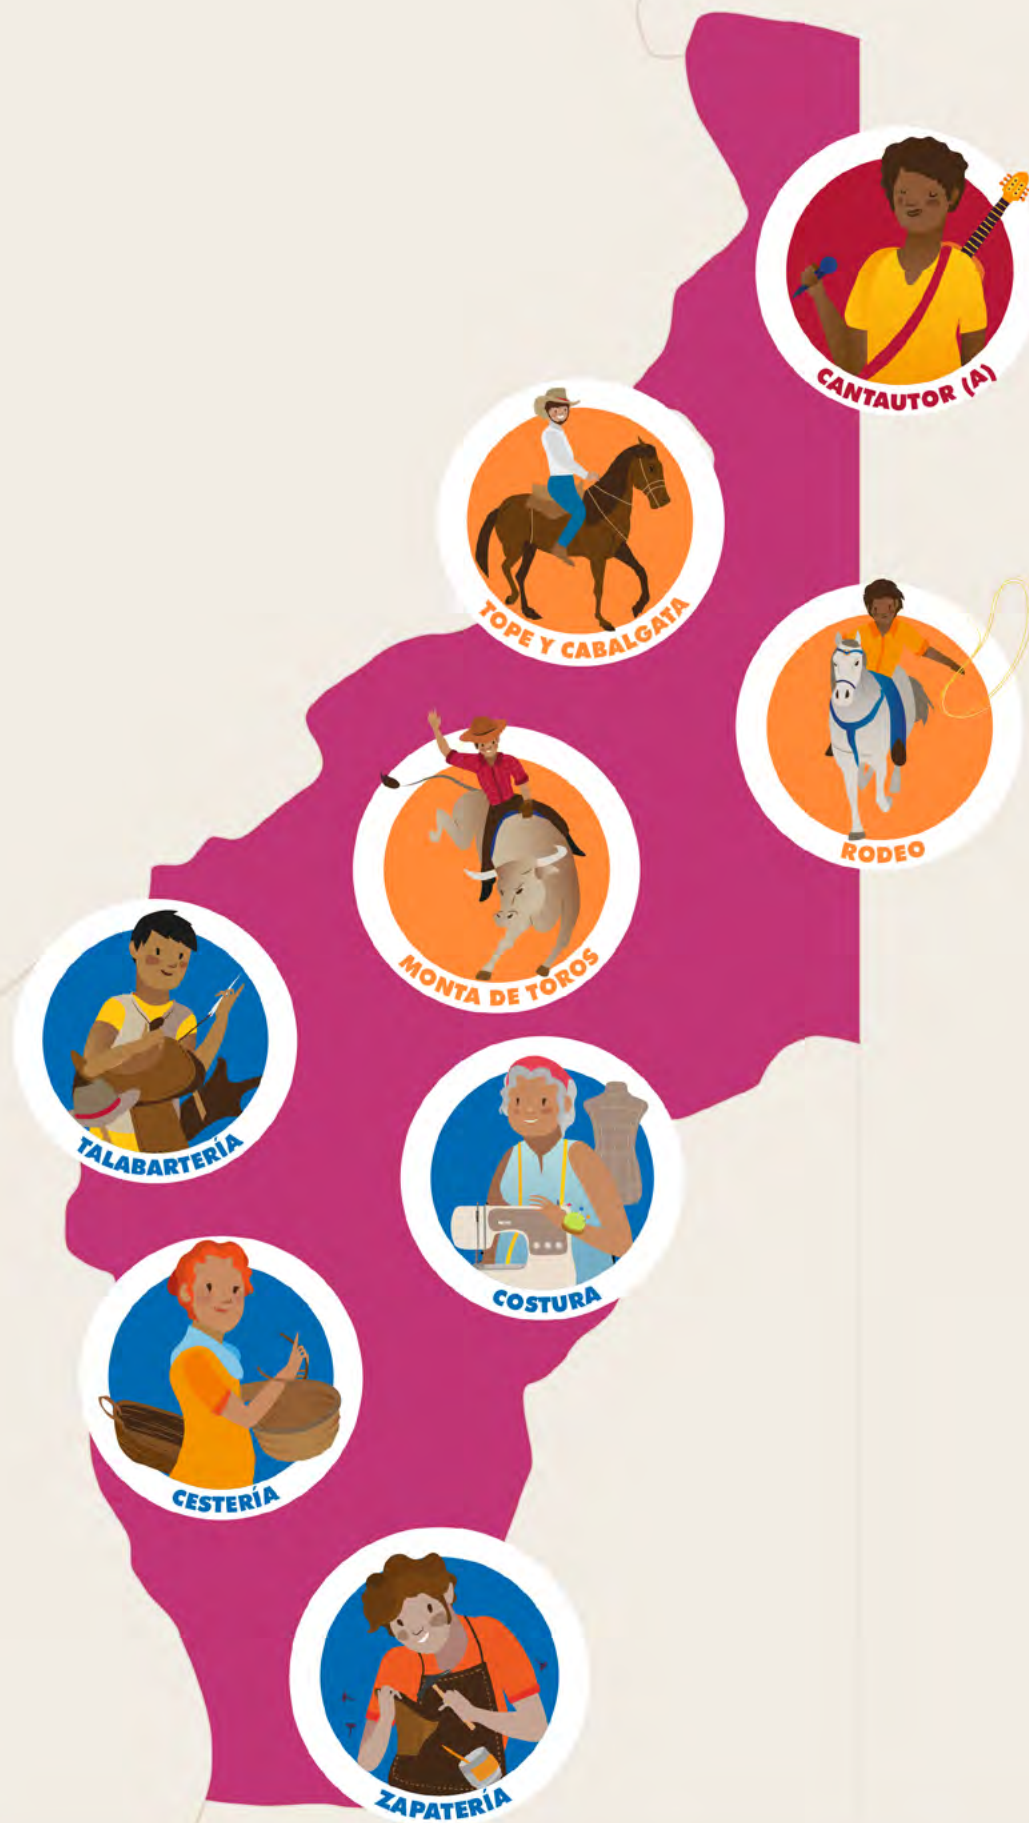 CANTAUTOR (A)
TOPE Y CABALGATA
RODEO
MONTA DE TOROS
TALABARTERÍA
COSTURA
CESTERÍA
ZAPATERÍA